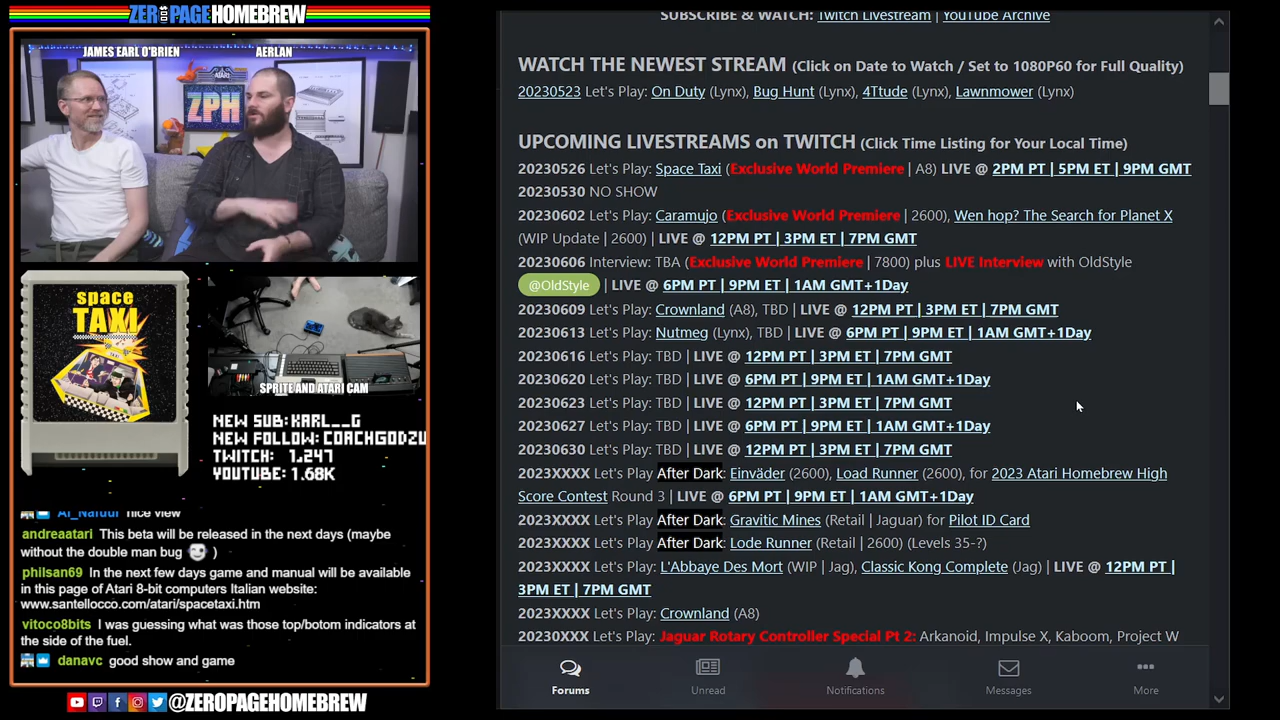 ZERO PAGE HOMEBREW
JAMES EARL O'BRIEN
AERLAN
ATARI
ZPH
space
TAXI
SPRITE AND ATARI CAM
NEW SUB: KARL__G
NEW FOLLOW: COACHGODZU
TWITCH: 1,247
YOUTUBE: 1.68K
Al_Nafuur nice view
andreaatari This beta will be released in the next days (maybe
without the double man bug )
philsan69 In the next few days game and manual will be available
in this page of Atari 8-bit computers Italian website:
www.santellocco.com/atari/spacetaxi.htm
vitoco8bits I was guessing what was those top/botom indicators at
the side of the fuel.
danavc good show and game
@ZEROPAGEHOMEBREW
SUBSCRIBE & WATCH: Twitch Livestream | YouTube Archive
WATCH THE NEWEST STREAM (Click on Date to Watch / Set to 1080P60 for Full Quality)
20230523 Let's Play: On Duty (Lynx), Bug Hunt (Lynx), 4Ttude (Lynx), Lawnmower (Lynx)
UPCOMING LIVESTREAMS on TWITCH (Click Time Listing for Your Local Time)
20230526 Let's Play: Space Taxi (Exclusive World Premiere | A8) LIVE @ 2PM PT | 5PM ET | 9PM GMT
20230530 NO SHOW
20230602 Let's Play: Caramujo (Exclusive World Premiere | 2600), Wen hop? The Search for Planet X
(WIP Update | 2600) | LIVE @ 12PM PT | 3PM ET | 7PM GMT
20230606 Interview: TBA (Exclusive World Premiere | 7800) plus LIVE Interview with OldStyle
@OldStyle | LIVE @ 6PM PT | 9PM ET | 1AM GMT+1Day
20230609 Let's Play: Crownland (A8), TBD | LIVE @ 12PM PT | 3PM ET | 7PM GMT
20230613 Let's Play: Nutmeg (Lynx), TBD | LIVE @ 6PM PT | 9PM ET | 1AM GMT+1Day
20230616 Let's Play: TBD | LIVE @ 12PM PT | 3PM ET | 7PM GMT
20230620 Let's Play: TBD | LIVE @ 6PM PT | 9PM ET | 1AM GMT+1Day
20230623 Let's Play: TBD | LIVE @ 12PM PT | 3PM ET | 7PM GMT
20230627 Let's Play: TBD | LIVE @ 6PM PT | 9PM ET | 1AM GMT+1Day
20230630 Let's Play: TBD | LIVE @ 12PM PT | 3PM ET | 7PM GMT
2023XXXX Let's Play After Dark: Einväder (2600), Load Runner (2600), for 2023 Atari Homebrew High
Score Contest Round 3 | LIVE @ 6PM PT | 9PM ET | 1AM GMT+1Day
2023XXXX Let's Play: After Dark: Gravitic Mines (Retail | Jaguar) for Pilot ID Card
2023XXXX Let's Play: After Dark: Lode Runner (Retail | 2600) (Levels 35-?)
2023XXXX Let's Play: L'Abbaye Des Mort (WIP | Jag), Classic Kong Complete (Jag) | LIVE @ 12PM PT |
3PM ET | 7PM GMT
2023XXXX Let's Play: Crownland (A8)
20230XXX Let's Play: Jaguar Rotary Controller Special Pt 2: Arkanoid, Impulse X, Kaboom, Project W
Forums
Unread
Notifications
Messages
More